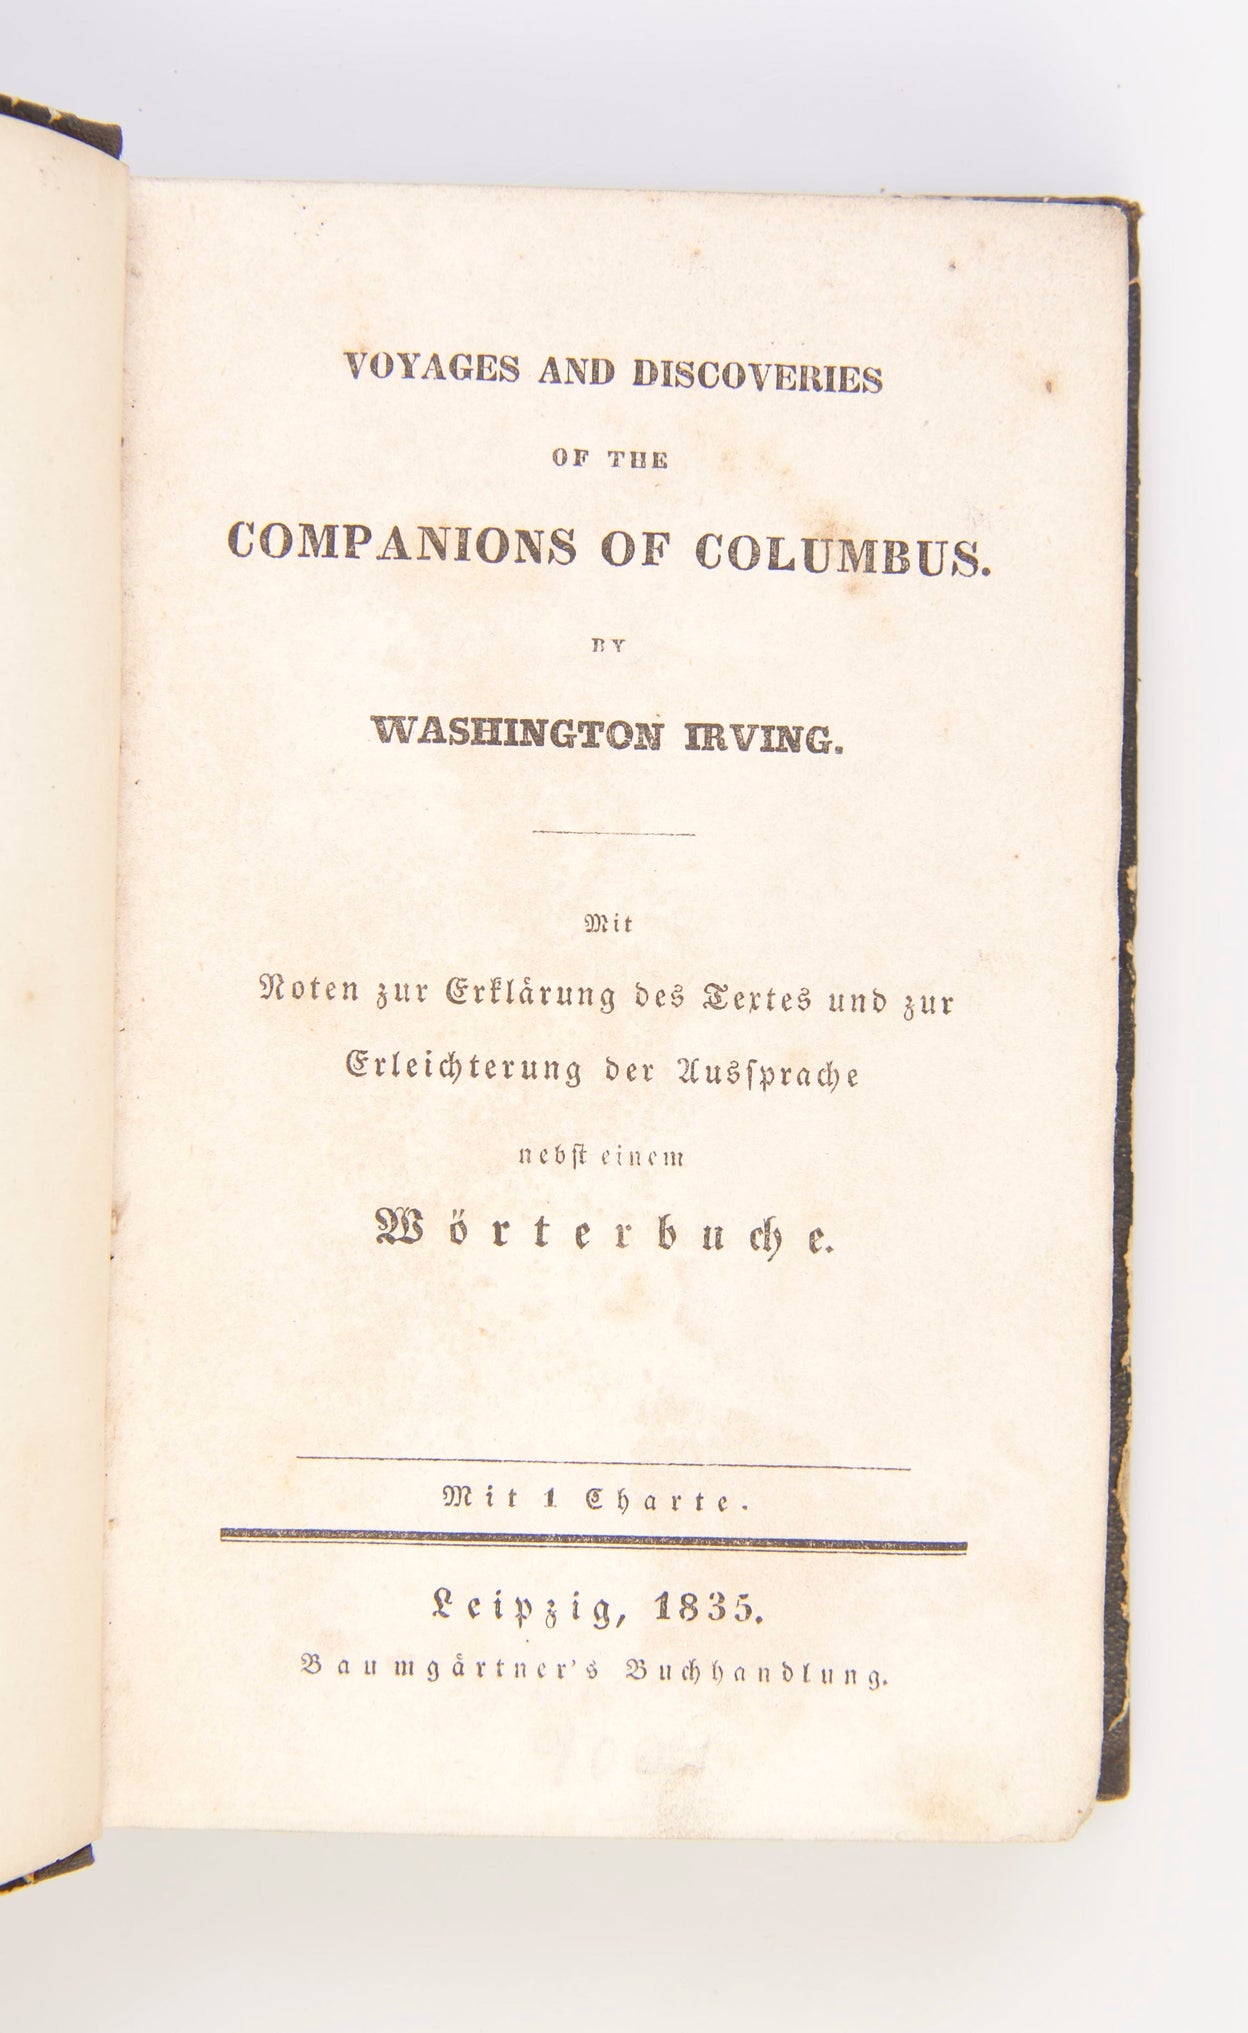 VOYAGES AND DISCOVERIES
OF THE
COMPANIONS OF COLUMBUS.
BY
WASHINGTON IRVING.
Mit
Noten zur Erklärung des Textes und zur
Erleichterung der Ausſprache
nebſt einem
Wörterbuche.
Mit 1 Charte.
Leipzig, 1835.
Baumgärtner's Buchhandlung.